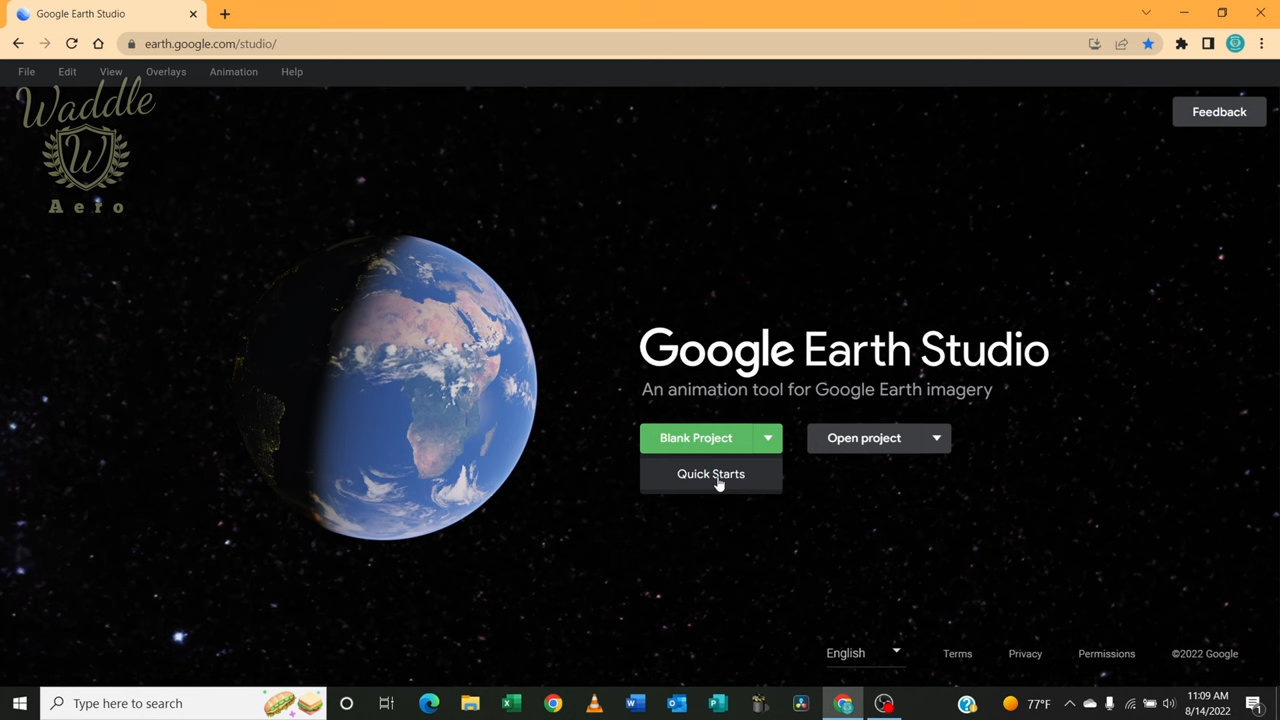 Google Earth Studio
earth.google.com/studio/
File Edit View Overlays Animation Help
Waddle
W
Aero
Feedback
Google Earth Studio
An animation tool for Google Earth imagery
Blank Project
Open project
Quick Starts
English
Terms
Privacy
Permissions
©2022 Google
Type here to search
77°F
11:09 AM
8/14/2022
1